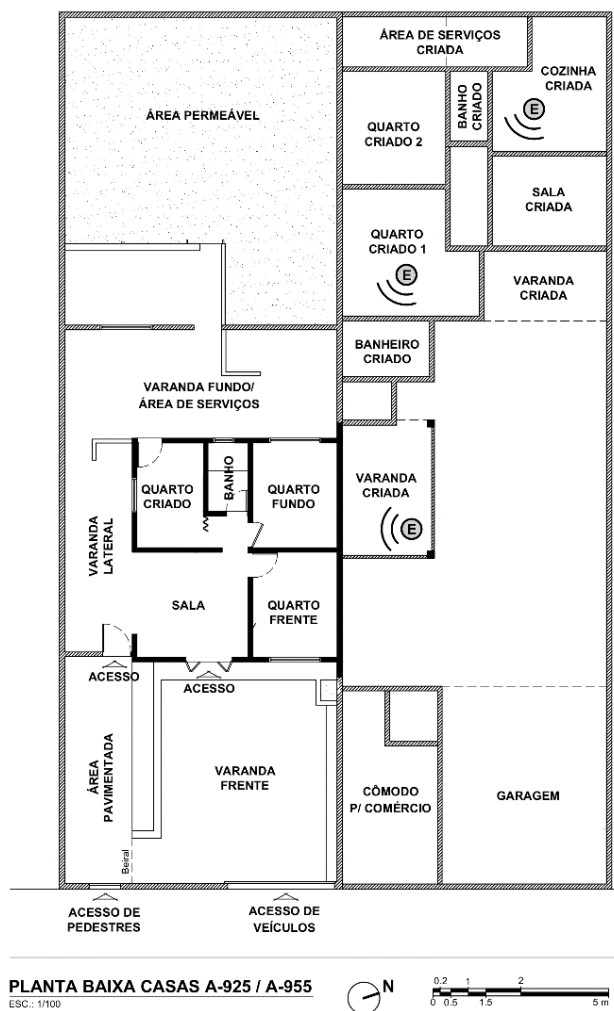 ÁREA DE SERVIÇOS
CRIADA
COZINHA
CRIADA
BANHO
CRIADO
E
ÁREA PERMEÁVEL
QUARTO
CRIADO 2
SALA
CRIADA
QUARTO
CRIADO 1
E
VARANDA
CRIADA
BANHEIRO
CRIADO
VARANDA FUNDO/
ÁREA DE SERVIÇOS
QUARTO
CRIADO
BANHO
QUARTO
FUNDO
VARANDA
CRIADA
E
VARANDA
LATERAL
SALA
QUARTO
FRENTE
ACESSO
ACESSO
ÁREA
PAVIMENTADA
VARANDA
FRENTE
CÔMODO
P/ COMÉRCIO
GARAGEM
Beiral
ACESSO DE
PEDESTRES
ACESSO DE
VEÍCULOS
PLANTA BAIXA CASAS A-925 / A-955
ESC.: 1/100
N
0.2 1 2
0 0.5 1.5 5 m